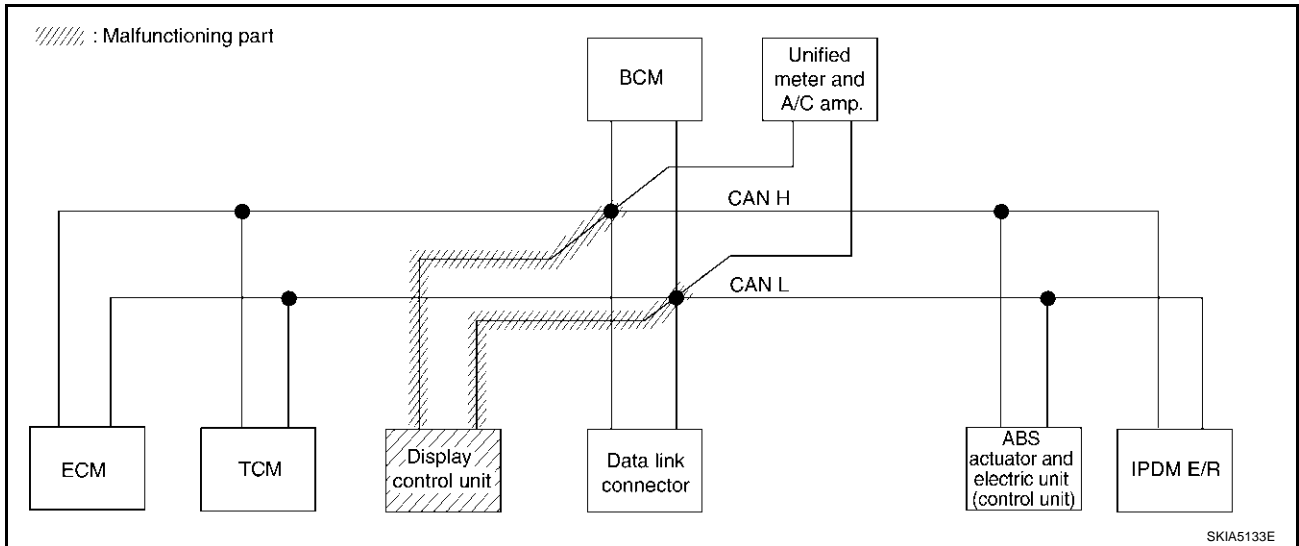 : Malfunctioning part
BCM
Unified
meter and
A/C amp.
CAN H
CAN L
ECM
TCM
Display
control unit
Data link
connector
ABS
actuator and
electric unit
(control unit)
IPDM E/R
SKIA5133E